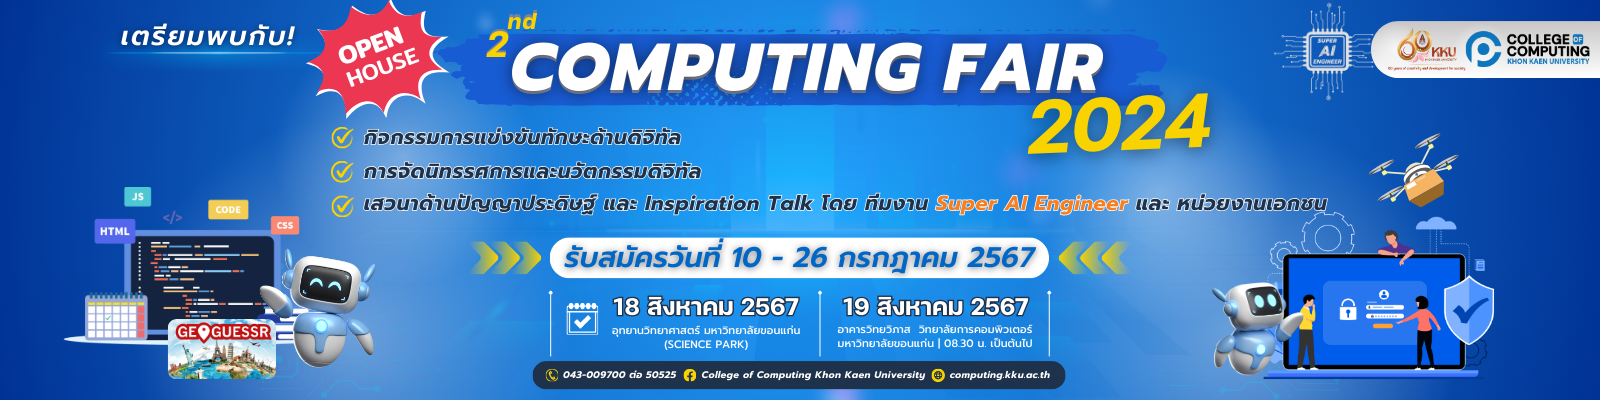 เตรียมพบกับ!
OPEN
HOUSE
2nd
COMPUTING FAIR
2024
SUPER
AI
ENGINEER
60 KKU
COLLEGE OF
COMPUTING
KHON KAEN UNIVERSITY
กิจกรรมการแข่งขันทักษะด้านดิจิทัล
การจัดนิทรรศการและนวัตกรรมดิจิทัล
เสวนาด้านปัญญาประดิษฐ์ และ Inspiration Talk โดย ทีมงาน Super AI Engineer และ หน่วยงานเอกชน
JS
</>
CODE
HTML
CSS
GEOGUESSR
รับสมัครวันที่ 10 - 26 กรกฎาคม 2567
18 สิงหาคม 2567
อุทยานวิทยาศาสตร์ มหาวิทยาลัยขอนแก่น
(SCIENCE PARK)
19 สิงหาคม 2567
อาคารวิทยวิภาส วิทยาลัยการคอมพิวเตอร์
มหาวิทยาลัยขอนแก่น | 08.30 น. เป็นต้นไป
043-009700 ต่อ 50525 College of Computing Khon Kaen University computing.kku.ac.th